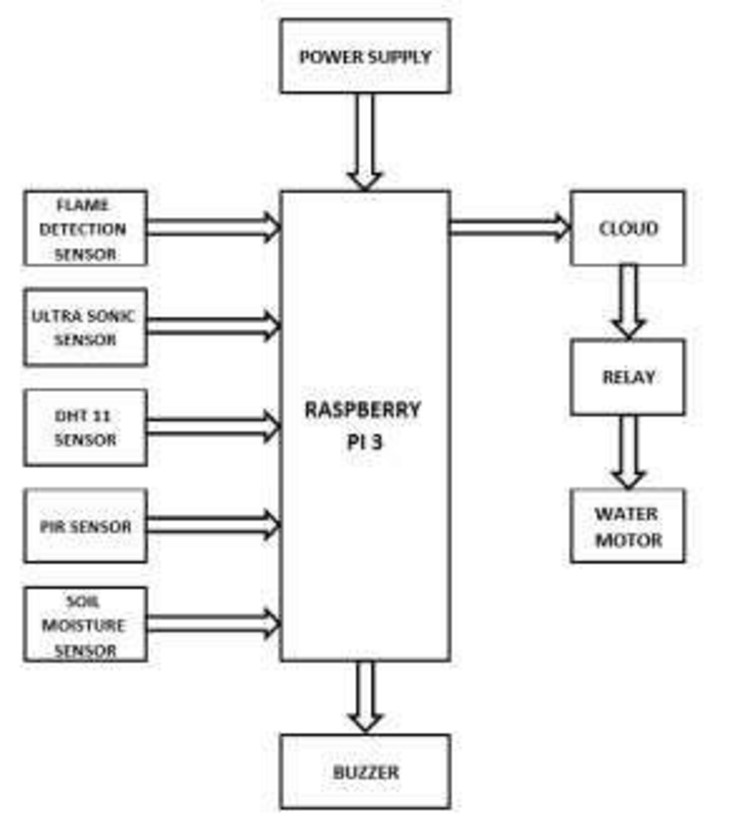 POWER SUPPLY
FLAME
DETECTION
SENSOR
ULTRA SONIC
SENSOR
DHT 11
SENSOR
PIR SENSOR
SOIL
MOISTURE
SENSOR
RASPBERRY
PI 3
CLOUD
RELAY
WATER
MOTOR
BUZZER